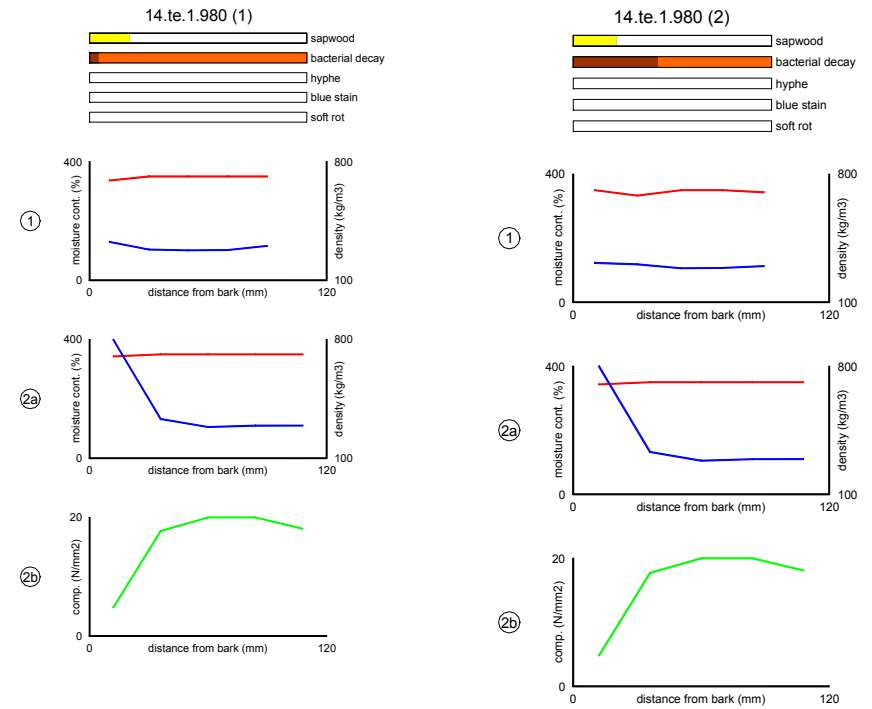 14.te.1.980 (1)
sapwood
bacterial decay
hyphe
blue stain
soft rot
1
400
moisture cont. (%)
0
800
density (kg/m3)
100
0
distance from bark (mm)
120
2a
400
moisture cont. (%)
0
800
density (kg/m3)
100
0
distance from bark (mm)
120
2b
20
comp. (N/mm2)
0
0
distance from bark (mm)
120
14.te.1.980 (2)
sapwood
bacterial decay
hyphe
blue stain
soft rot
1
400
moisture cont. (%)
0
800
density (kg/m3)
100
0
distance from bark (mm)
120
2a
400
moisture cont. (%)
0
800
density (kg/m3)
100
0
distance from bark (mm)
120
2b
20
comp. (N/mm2)
0
0
distance from bark (mm)
120